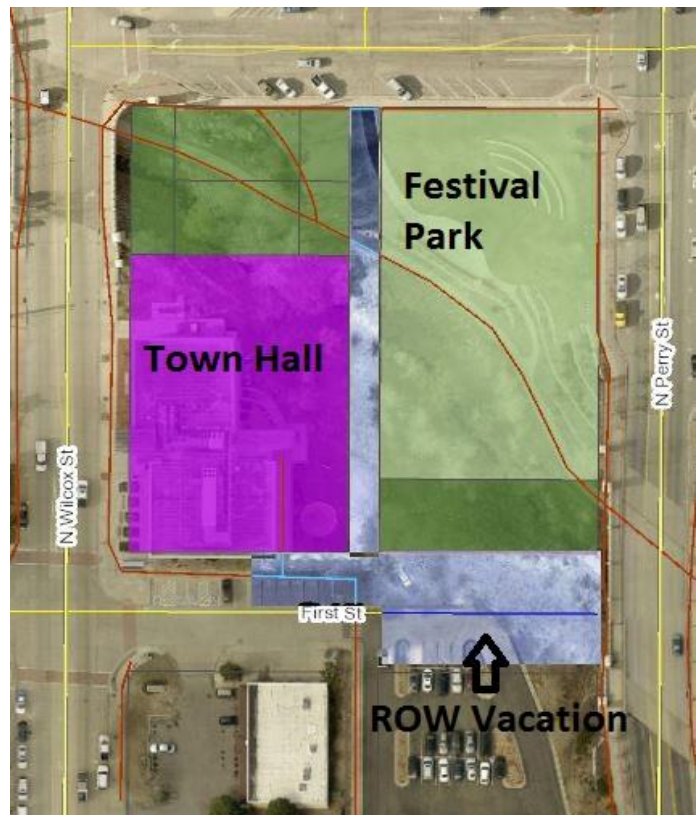 Festival
Park
Town Hall
N Wilcox St
N Perry St
First St
ROW Vacation